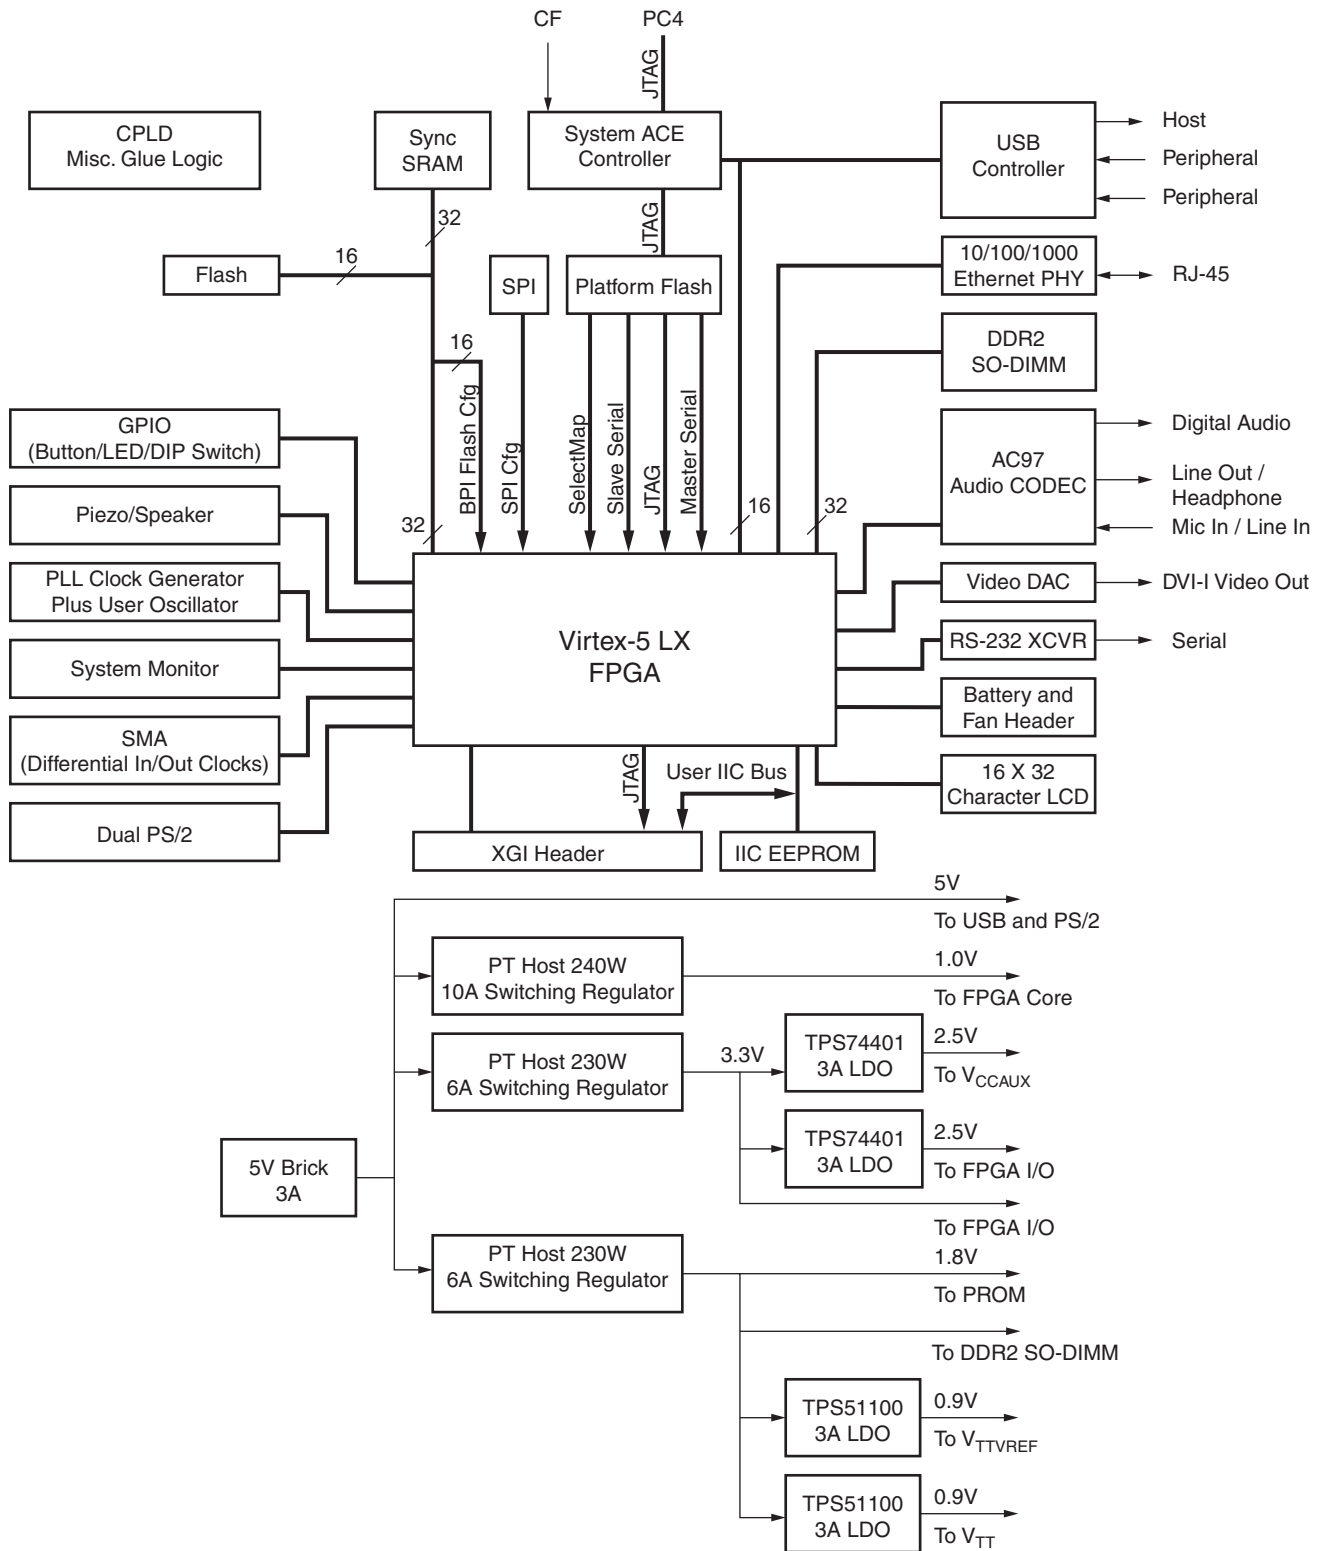 CF
PC4
JTAG
CPLD
Misc. Glue Logic
Sync
SRAM
System ACE
Controller
USB
Controller
Host
Peripheral
Peripheral
32
JTAG
16
Flash
SPI
Platform Flash
10/100/1000
Ethernet PHY
RJ-45
DDR2
SO-DIMM
16
BPI Flash Cfg
SPI Cfg
SelectMap
Slave Serial
JTAG
Master Serial
32
16
32
GPIO
(Button/LED/DIP Switch)
Piezo/Speaker
PLL Clock Generator
Plus User Oscillator
System Monitor
SMA
(Differential In/Out Clocks)
Dual PS/2
Virtex-5 LX
FPGA
AC97
Audio CODEC
Digital Audio
Line Out /
Headphone
Mic In / Line In
Video DAC
DVI-I Video Out
RS-232 XCVR
Serial
Battery and
Fan Header
16 X 32
Character LCD
JTAG
User IIC Bus
XGI Header
IIC EEPROM
5V
To USB and PS/2
PT Host 240W
10A Switching Regulator
1.0V
To FPGA Core
PT Host 230W
6A Switching Regulator
3.3V
TPS74401
3A LDO
2.5V
To VCCAUX
TPS74401
3A LDO
2.5V
To FPGA I/O
5V Brick
3A
To FPGA I/O
PT Host 230W
6A Switching Regulator
1.8V
To PROM
To DDR2 SO-DIMM
TPS51100
3A LDO
0.9V
To VTTVREF
TPS51100
3A LDO
0.9V
To VTT